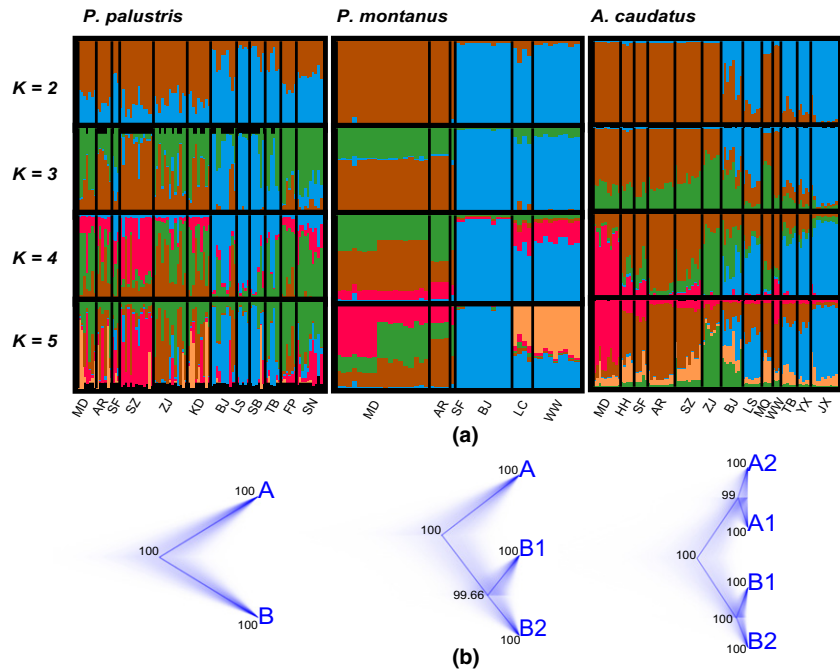 P. palustris P. montanus A. caudatus
K = 2
K = 3
K = 4
K = 5
MD AR SF SZ ZJ KD BJ LS SB TB FP SN MD AR SF BJ LC WW MD HH SF AR SZ ZJ BJ LS MQ WW TB YX JX
(a)
100 A
100
100 B
100 A
100
100 B1
99.66
100 B2
100 A2
99
100 A1
100
100 B1
100
100 B2
(b)